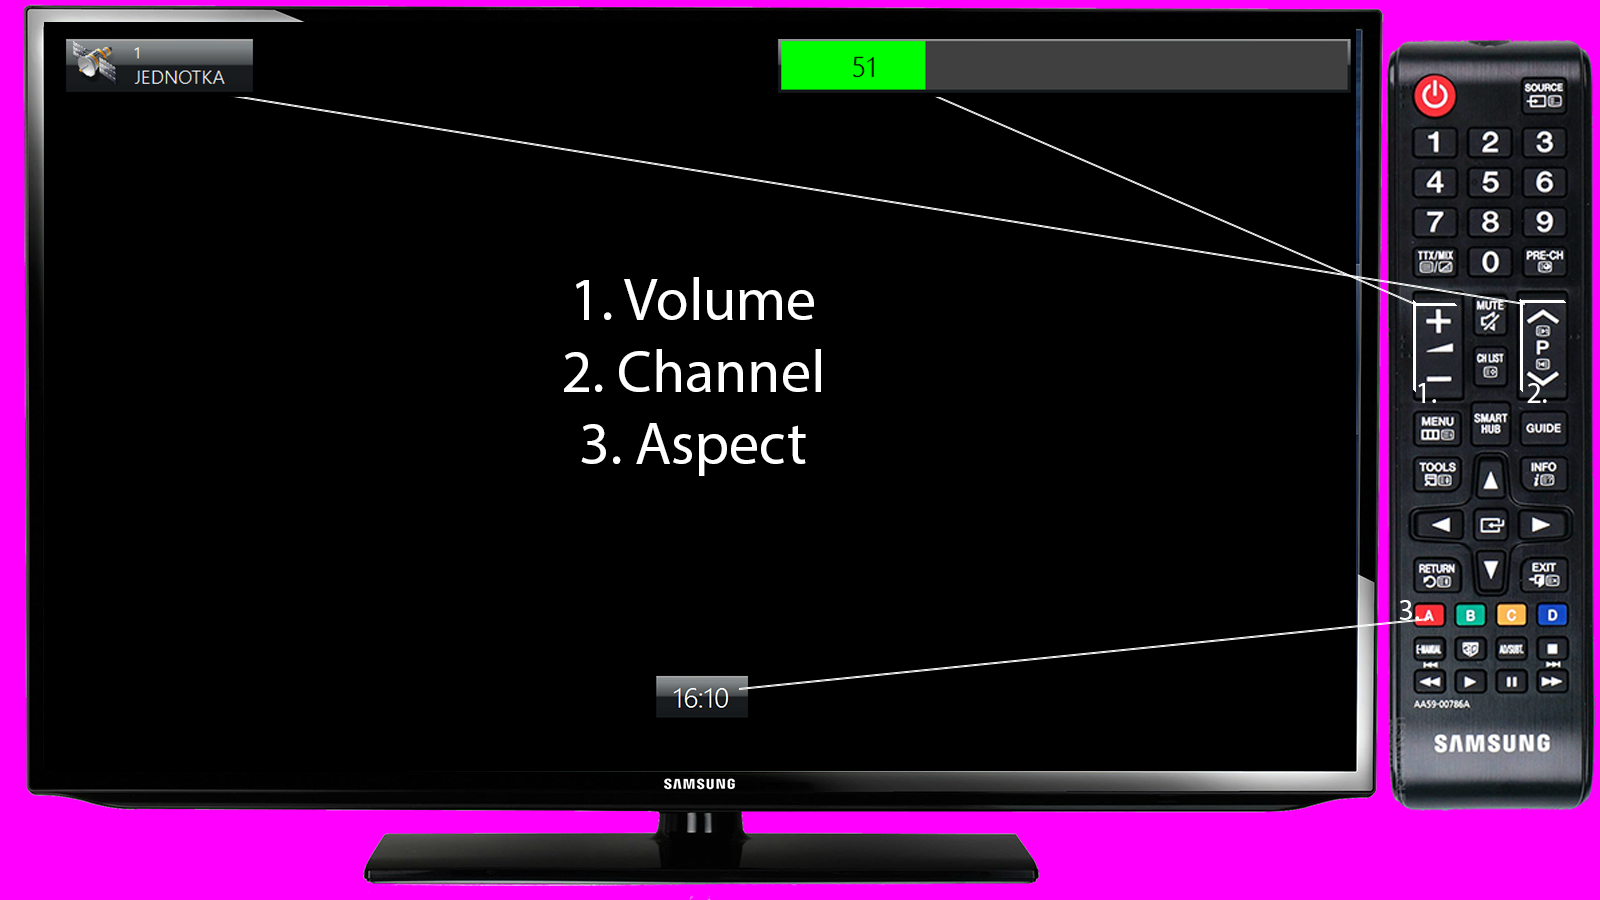 1
JEDNOTKA
51
1. Volume
2. Channel
3. Aspect
16:10
SAMSUNG
SOURCE
1 2 3
4 5 6
7 8 9
TTX/MIX 0 PRE-CH
MUTE
P
CH LIST
1. 2.
MENU SMART HUB GUIDE
TOOLS INFO
RETURN EXIT
3. A B C D
E-MANUAL 3D AD/SUBT.
AA59-00786A
SAMSUNG